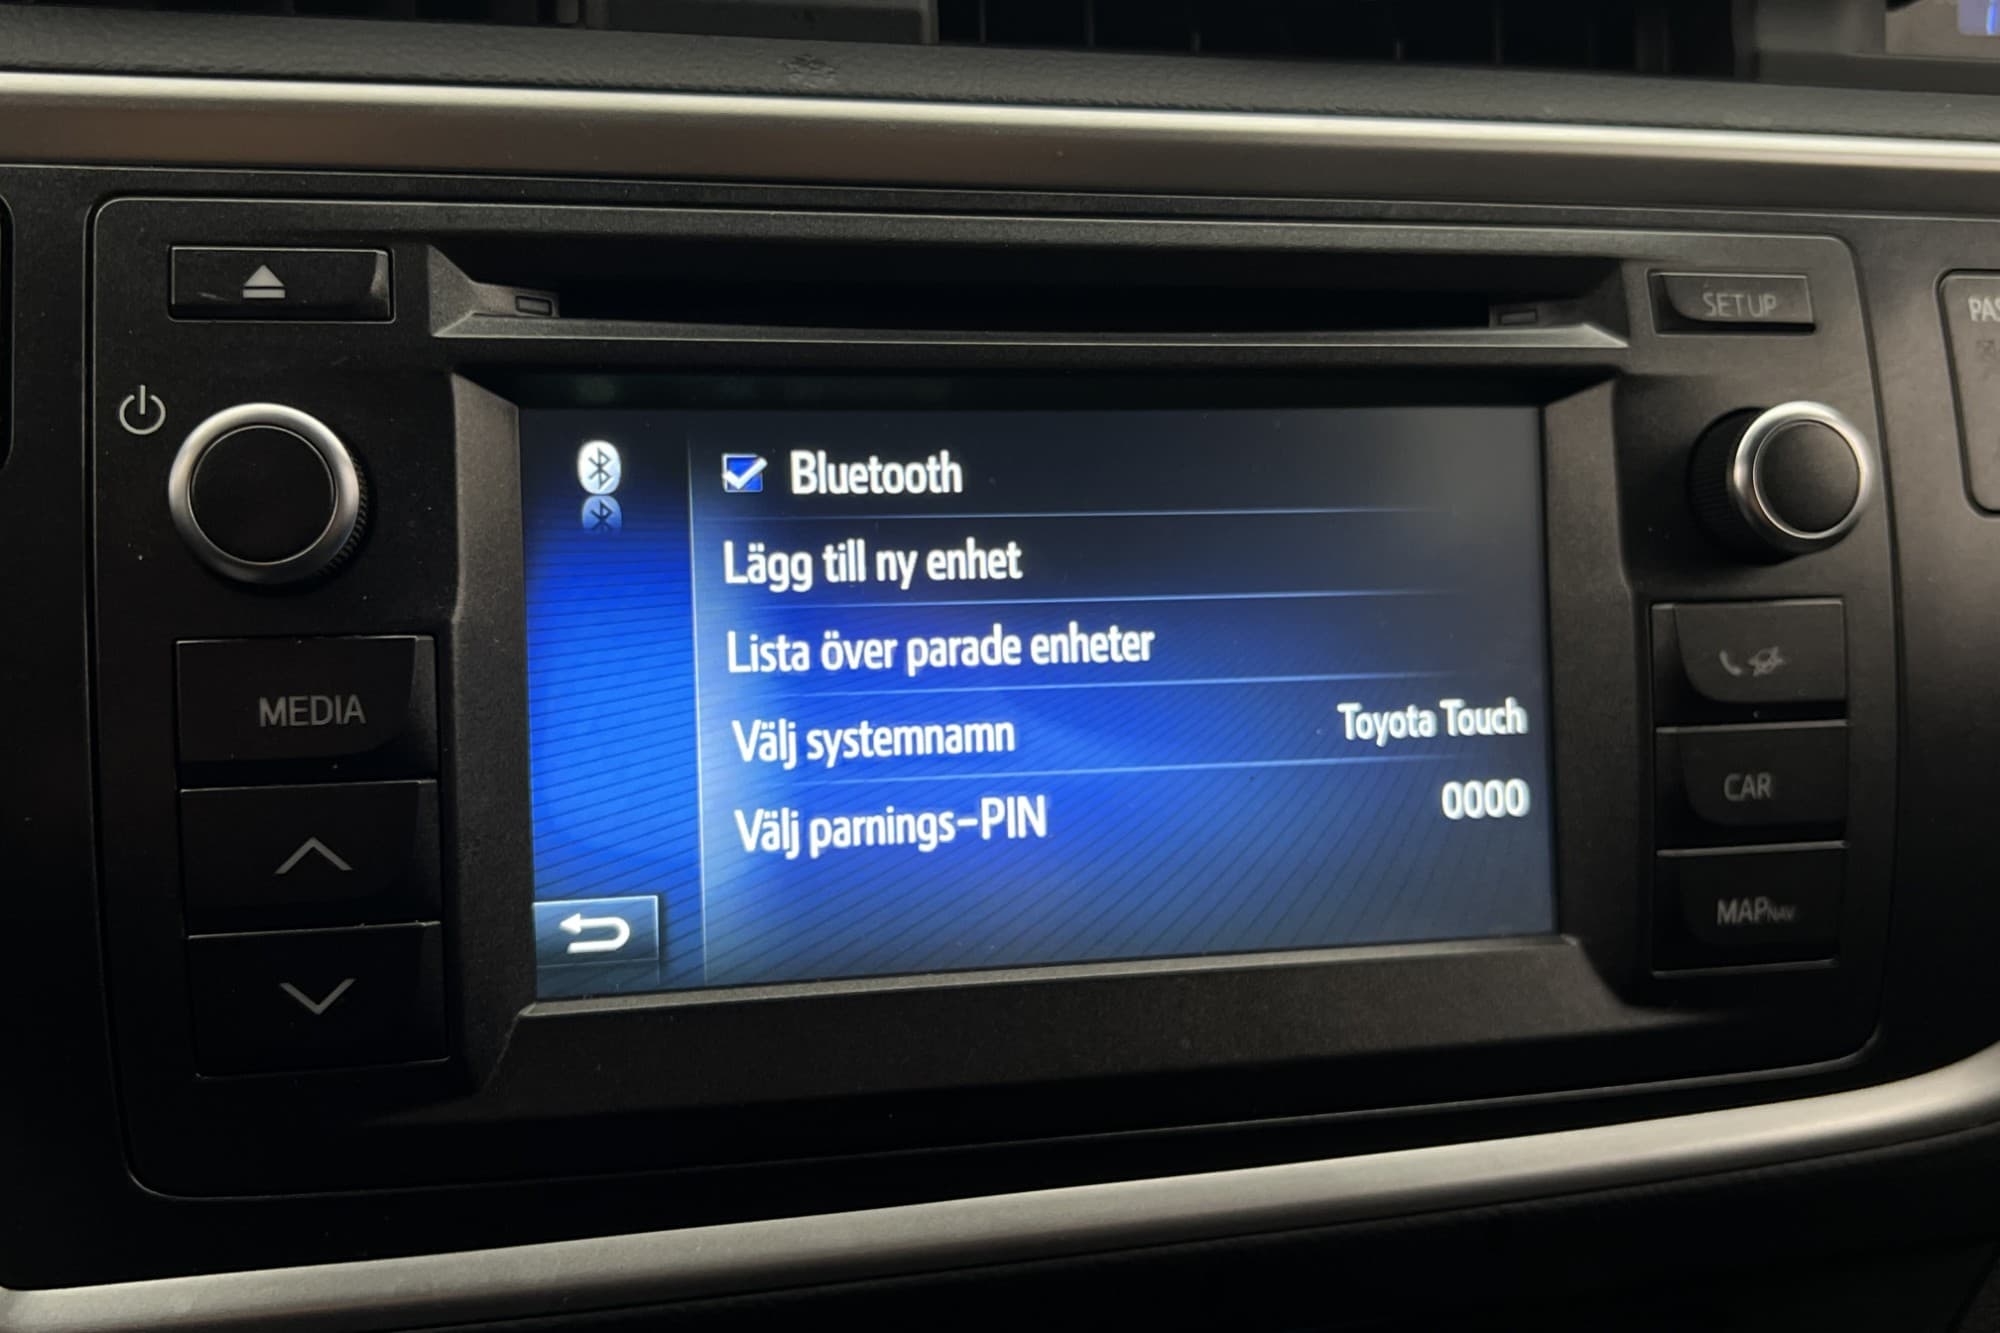 SETUP
PAS
Bluetooth
Lägg till ny enhet
Lista över parade enheter
Välj systemnamn Toyota Touch
Välj parnings-PIN 0000
MEDIA
CAR
MAP NAV